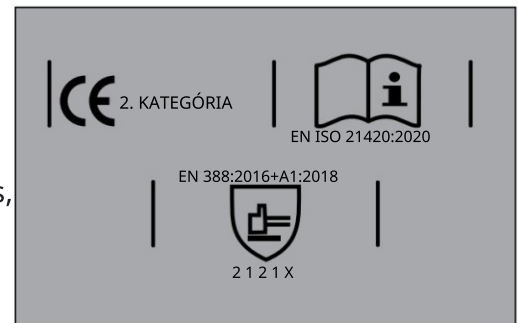 CE 2. KATEGÓRIA
i
EN ISO 21420:2020
EN 388:2016+A1:2018
s,
2 1 2 1 X